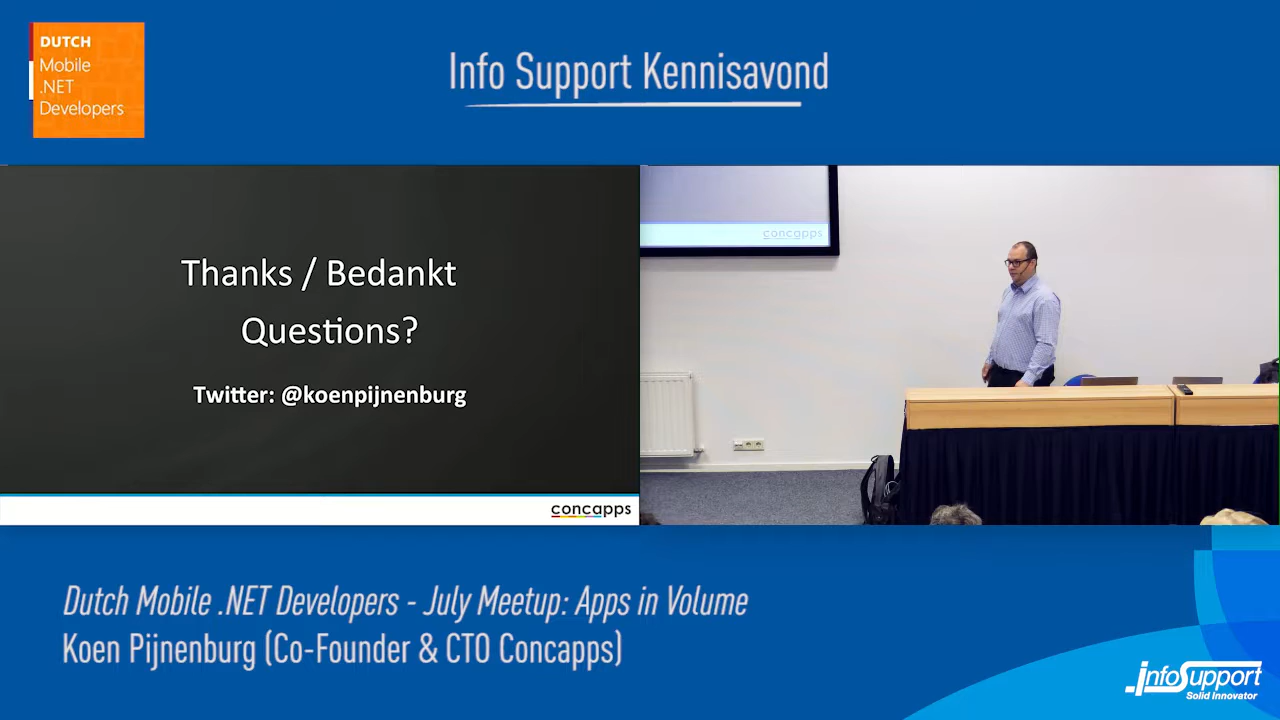 DUTCH
Mobile
.NET
Developers
Info Support Kennisavond
Thanks / Bedankt
Questions?
Twitter: @koenpijnenburg
concapps
concapps
Dutch Mobile .NET Developers - July Meetup: Apps in Volume
Koen Pijnenburg (Co-Founder & CTO Concapps)
InfoSupport
Solid Innovator